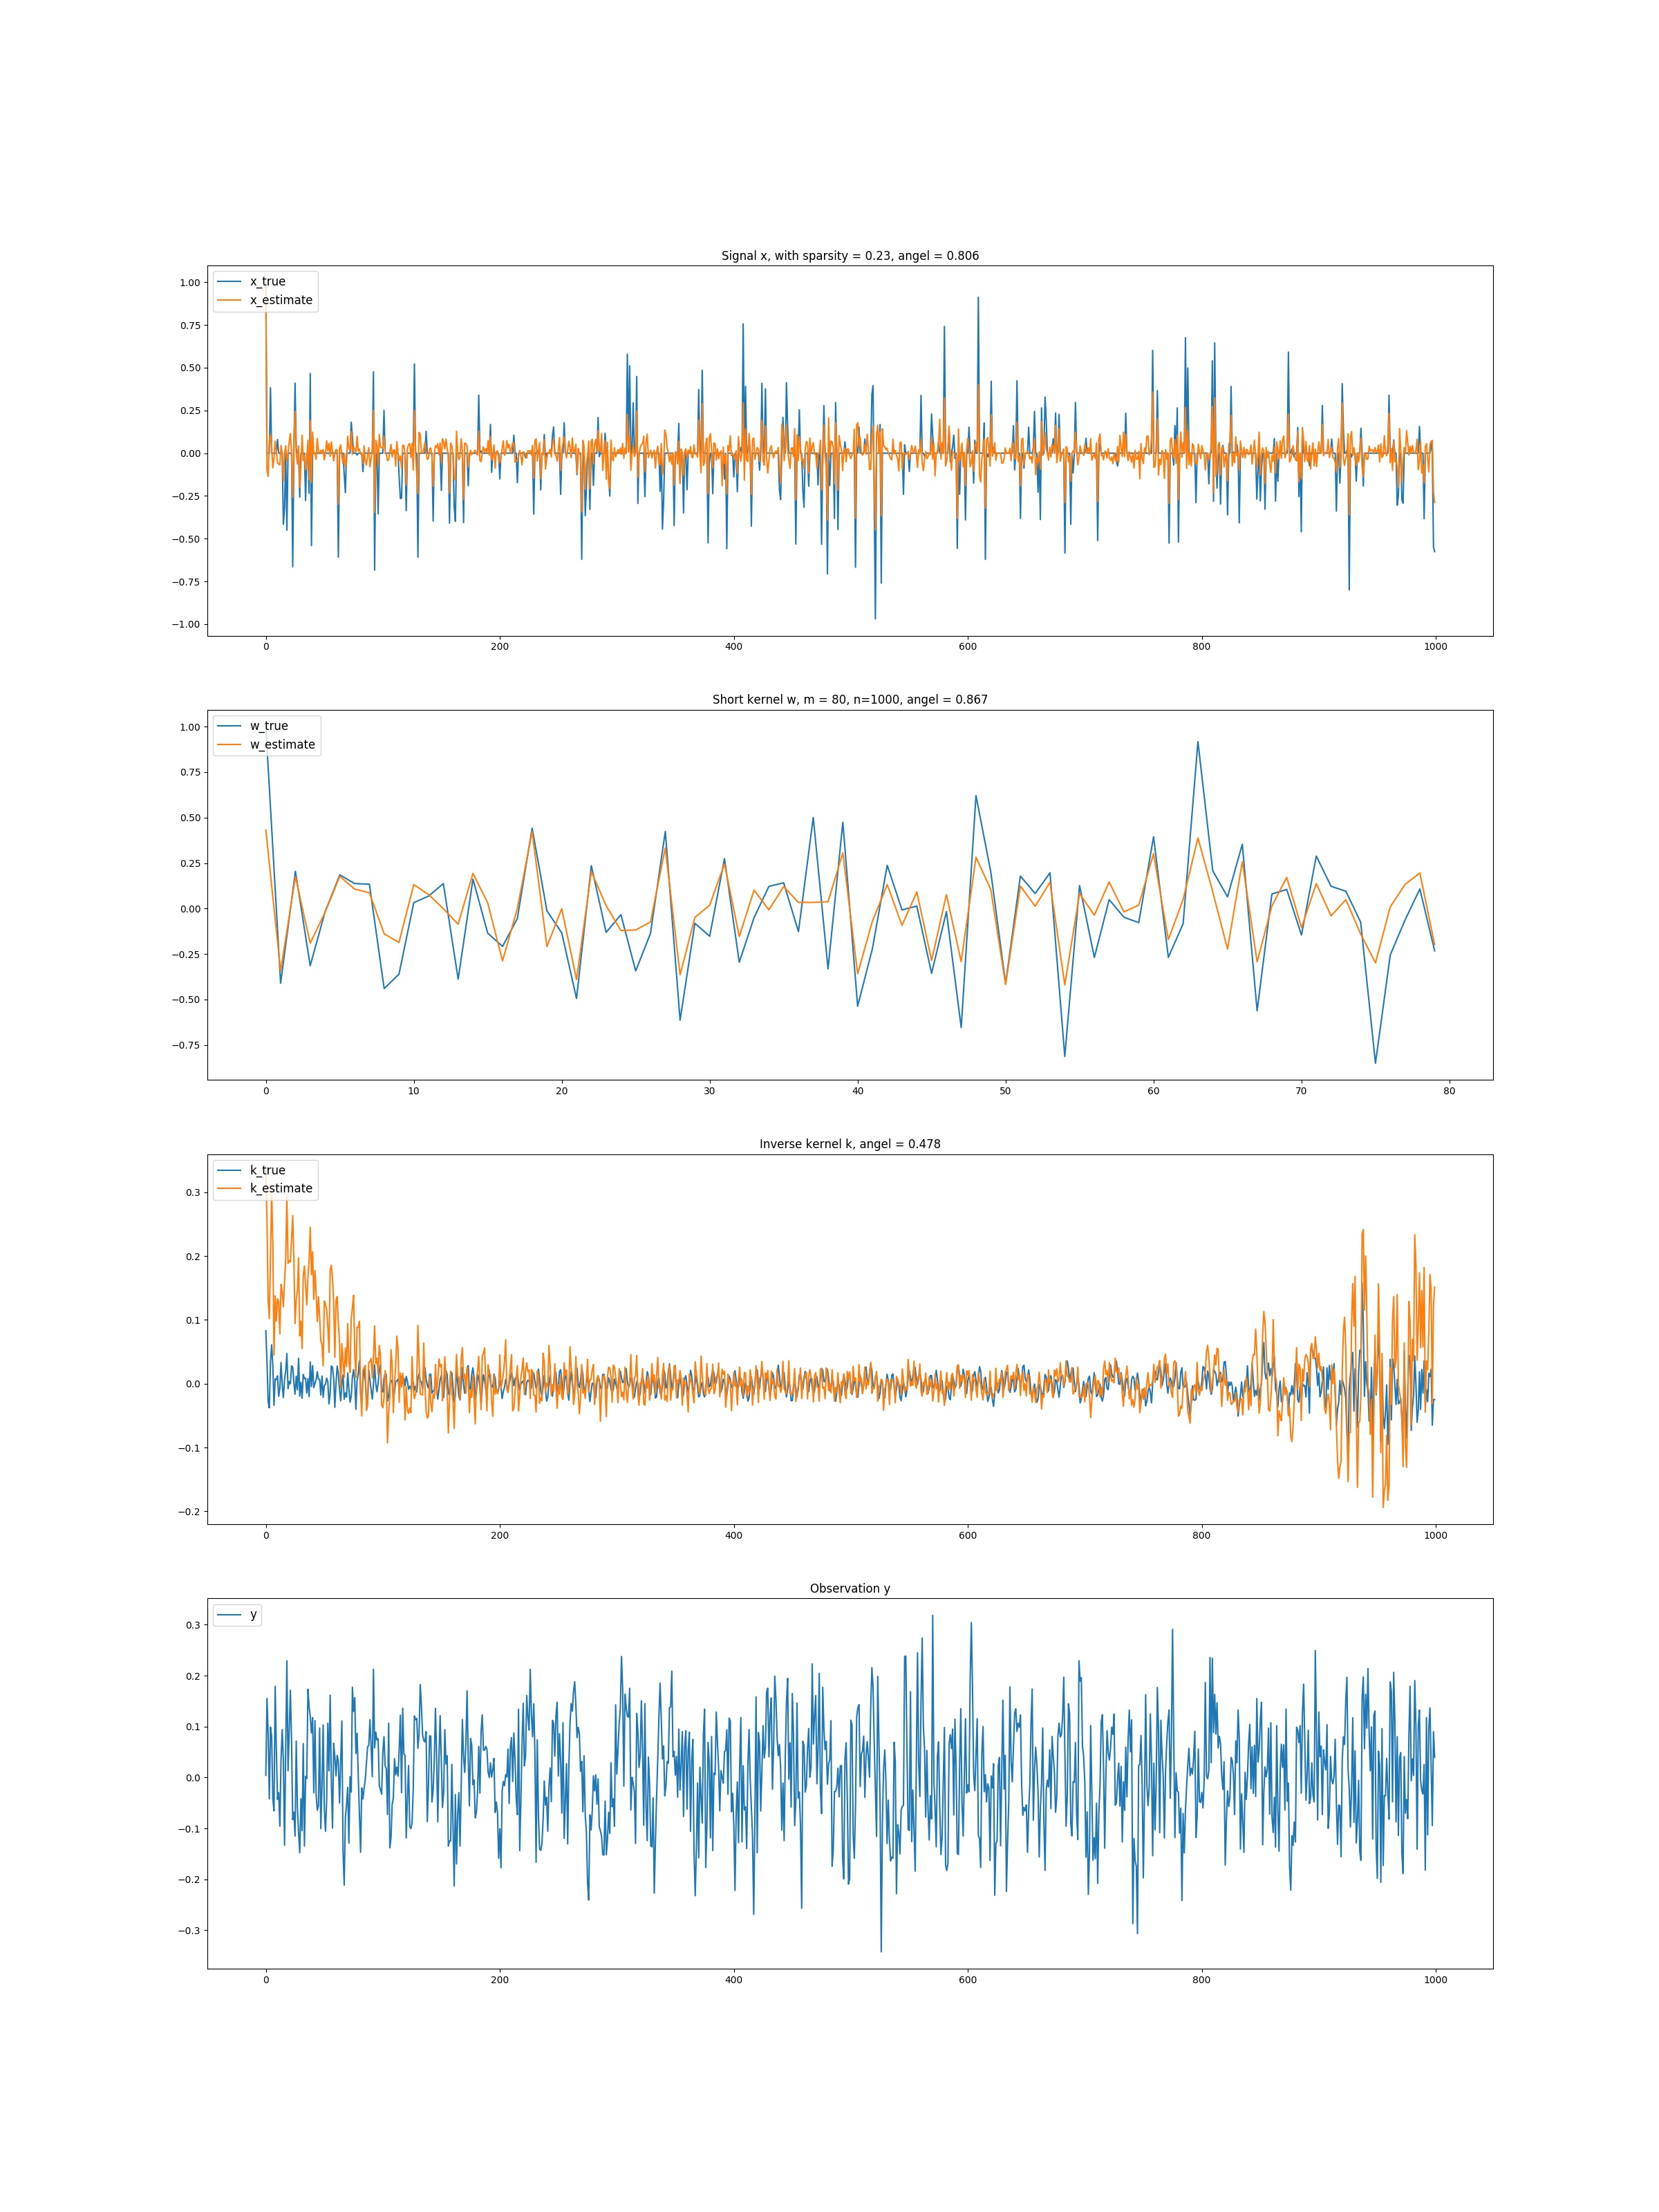 Signal x, with sparsity = 0.23, angel = 0.806
x_true
x_estimate
1.00
0.75
0.50
0.25
0.00
−0.25
−0.50
−0.75
−1.00
0 200 400 600 800 1000
Short kernel w, m = 80, n=1000, angel = 0.867
w_true
w_estimate
1.00
0.75
0.50
0.25
0.00
−0.25
−0.50
−0.75
0 10 20 30 40 50 60 70 80
Inverse kernel k, angel = 0.478
k_true
k_estimate
0.3
0.2
0.1
0.0
−0.1
−0.2
0 200 400 600 800 1000
Observation y
y
0.3
0.2
0.1
0.0
−0.1
−0.2
−0.3
0 200 400 600 800 1000